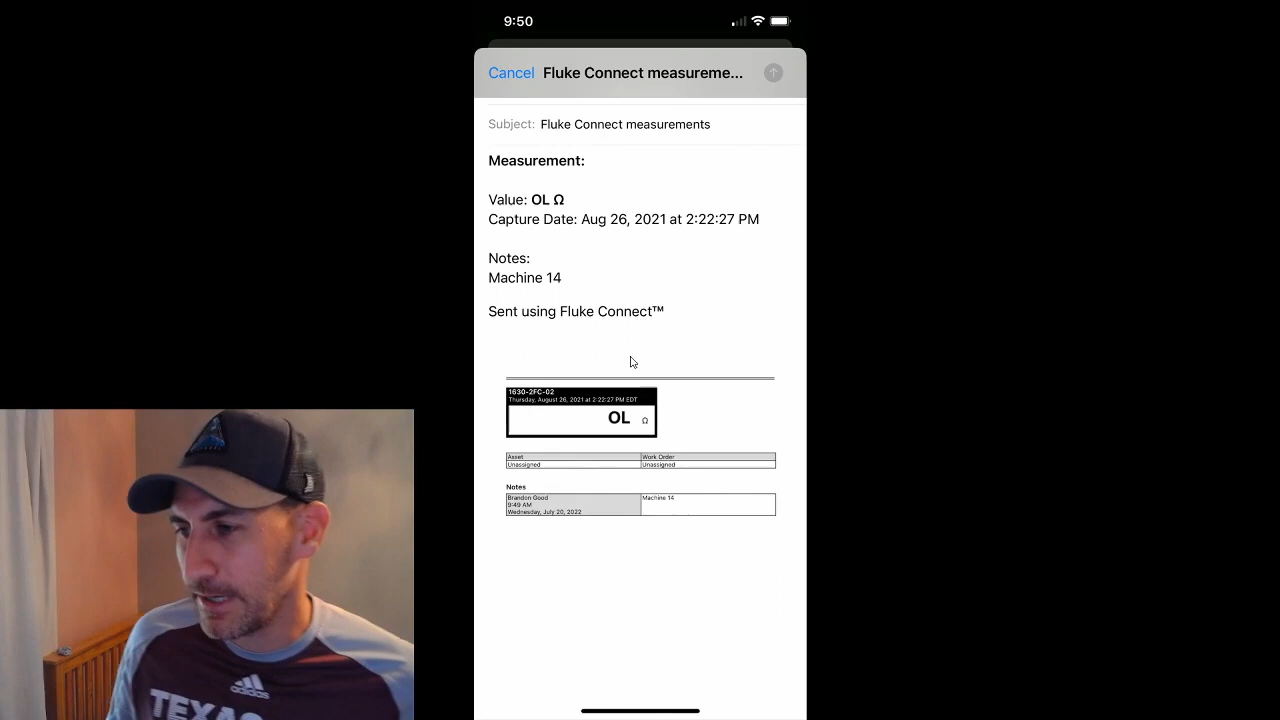 9:50
Cancel Fluke Connect measureme...
Subject: Fluke Connect measurements
Measurement:
Value: OL Ω
Capture Date: Aug 26, 2021 at 2:22:27 PM
Notes:
Machine 14
Sent using Fluke Connect™
1630-2FC-02
Thursday, August 26, 2021 at 2:22:27 PM EDT
OL Ω
Asset Work Order
Unassigned Unassigned
Notes
Brandon Good Machine 14
9:49 AM
Wednesday, July 20, 2022
adidas
TEXAS